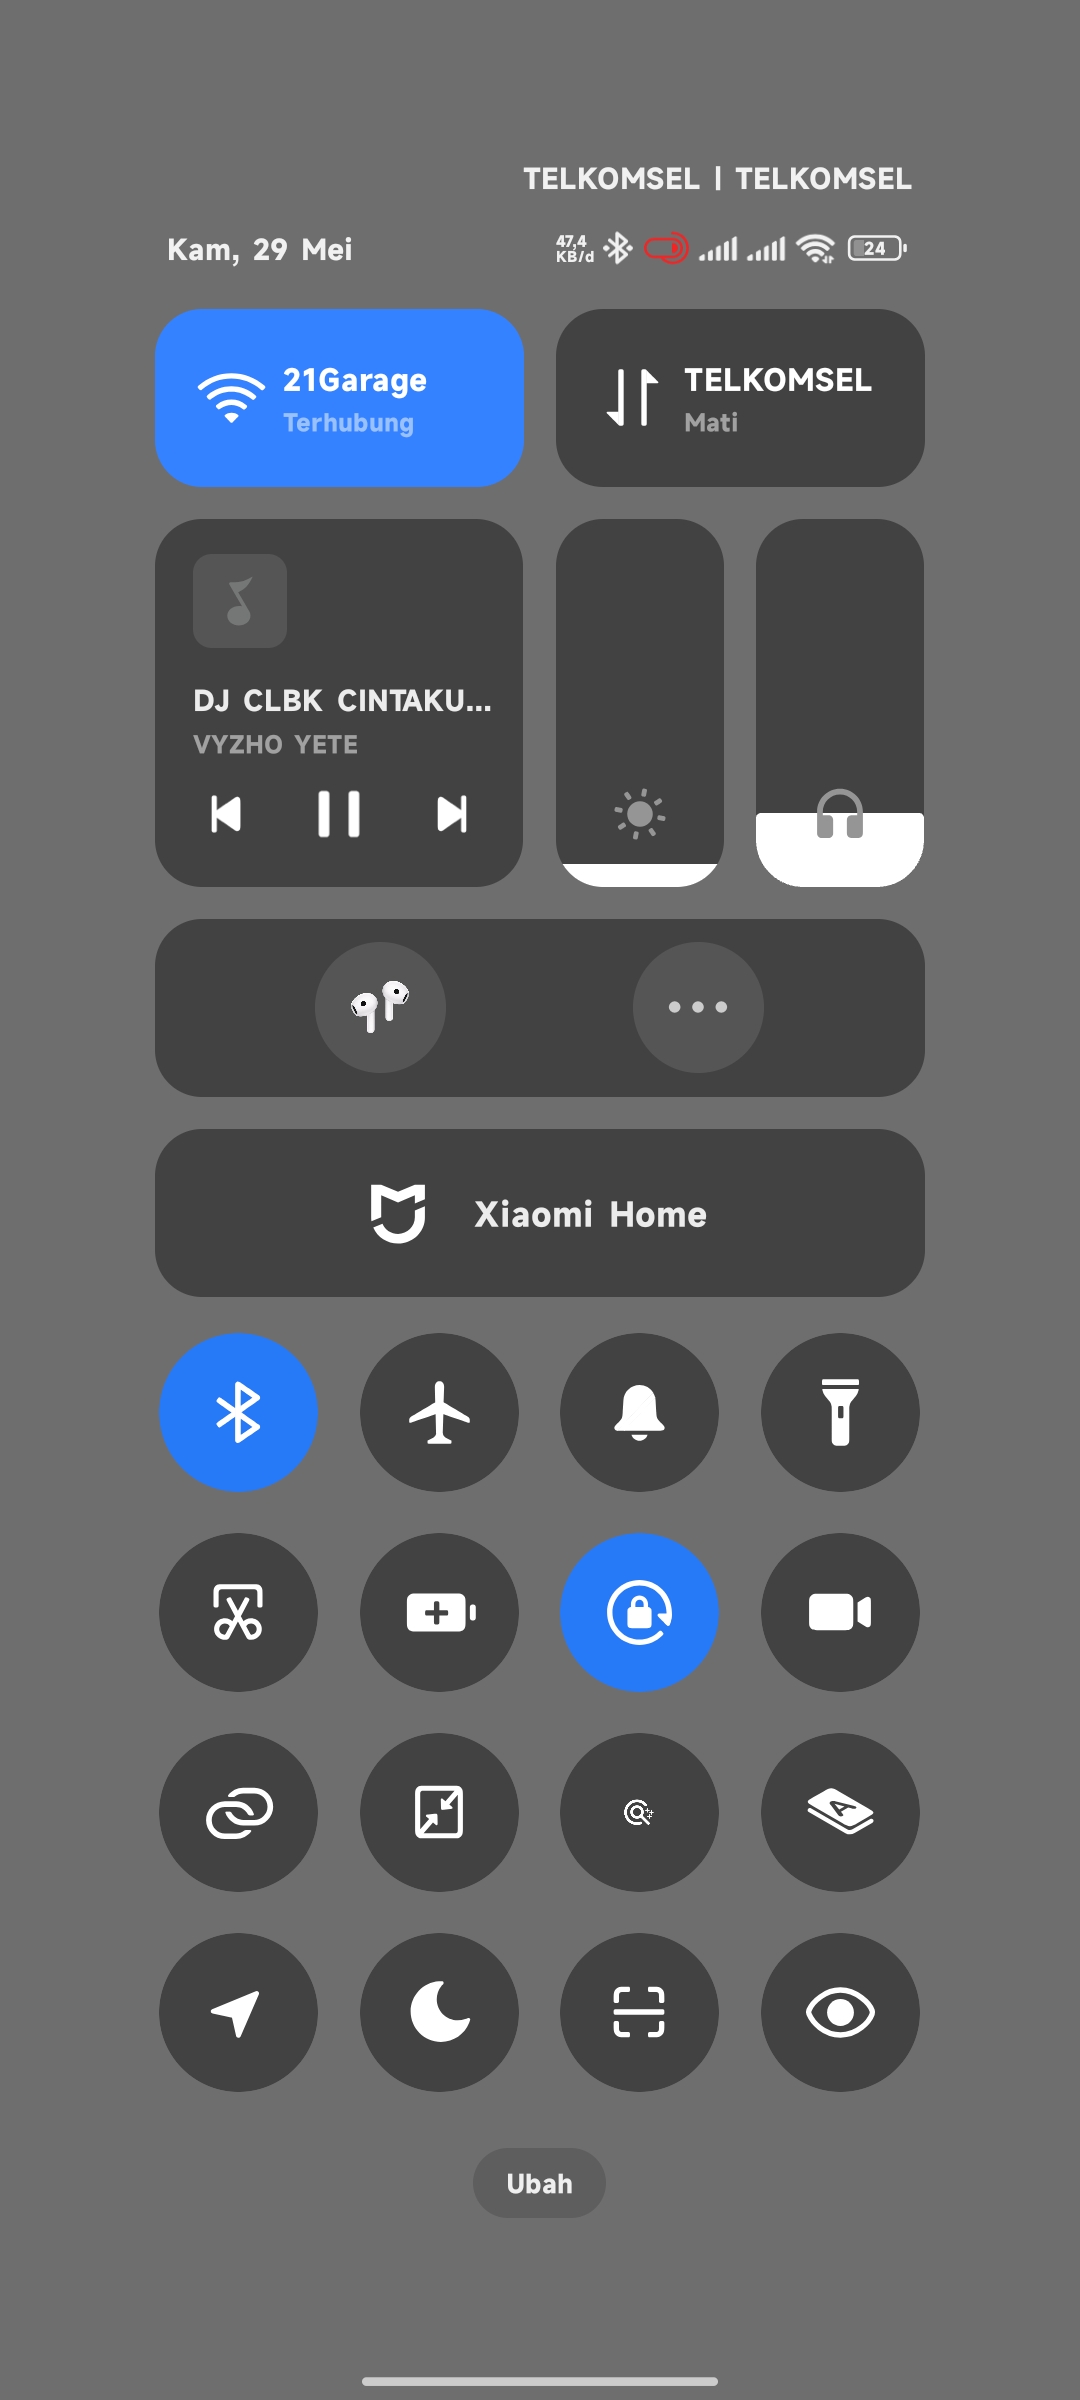 TELKOMSEL | TELKOMSEL
Kam, 29 Mei
47,4
KB/d
24
21Garage
Terhubung
TELKOMSEL
Mati
DJ CLBK CINTAKU...
VYZHO YETE
Xiaomi Home
A
Ubah